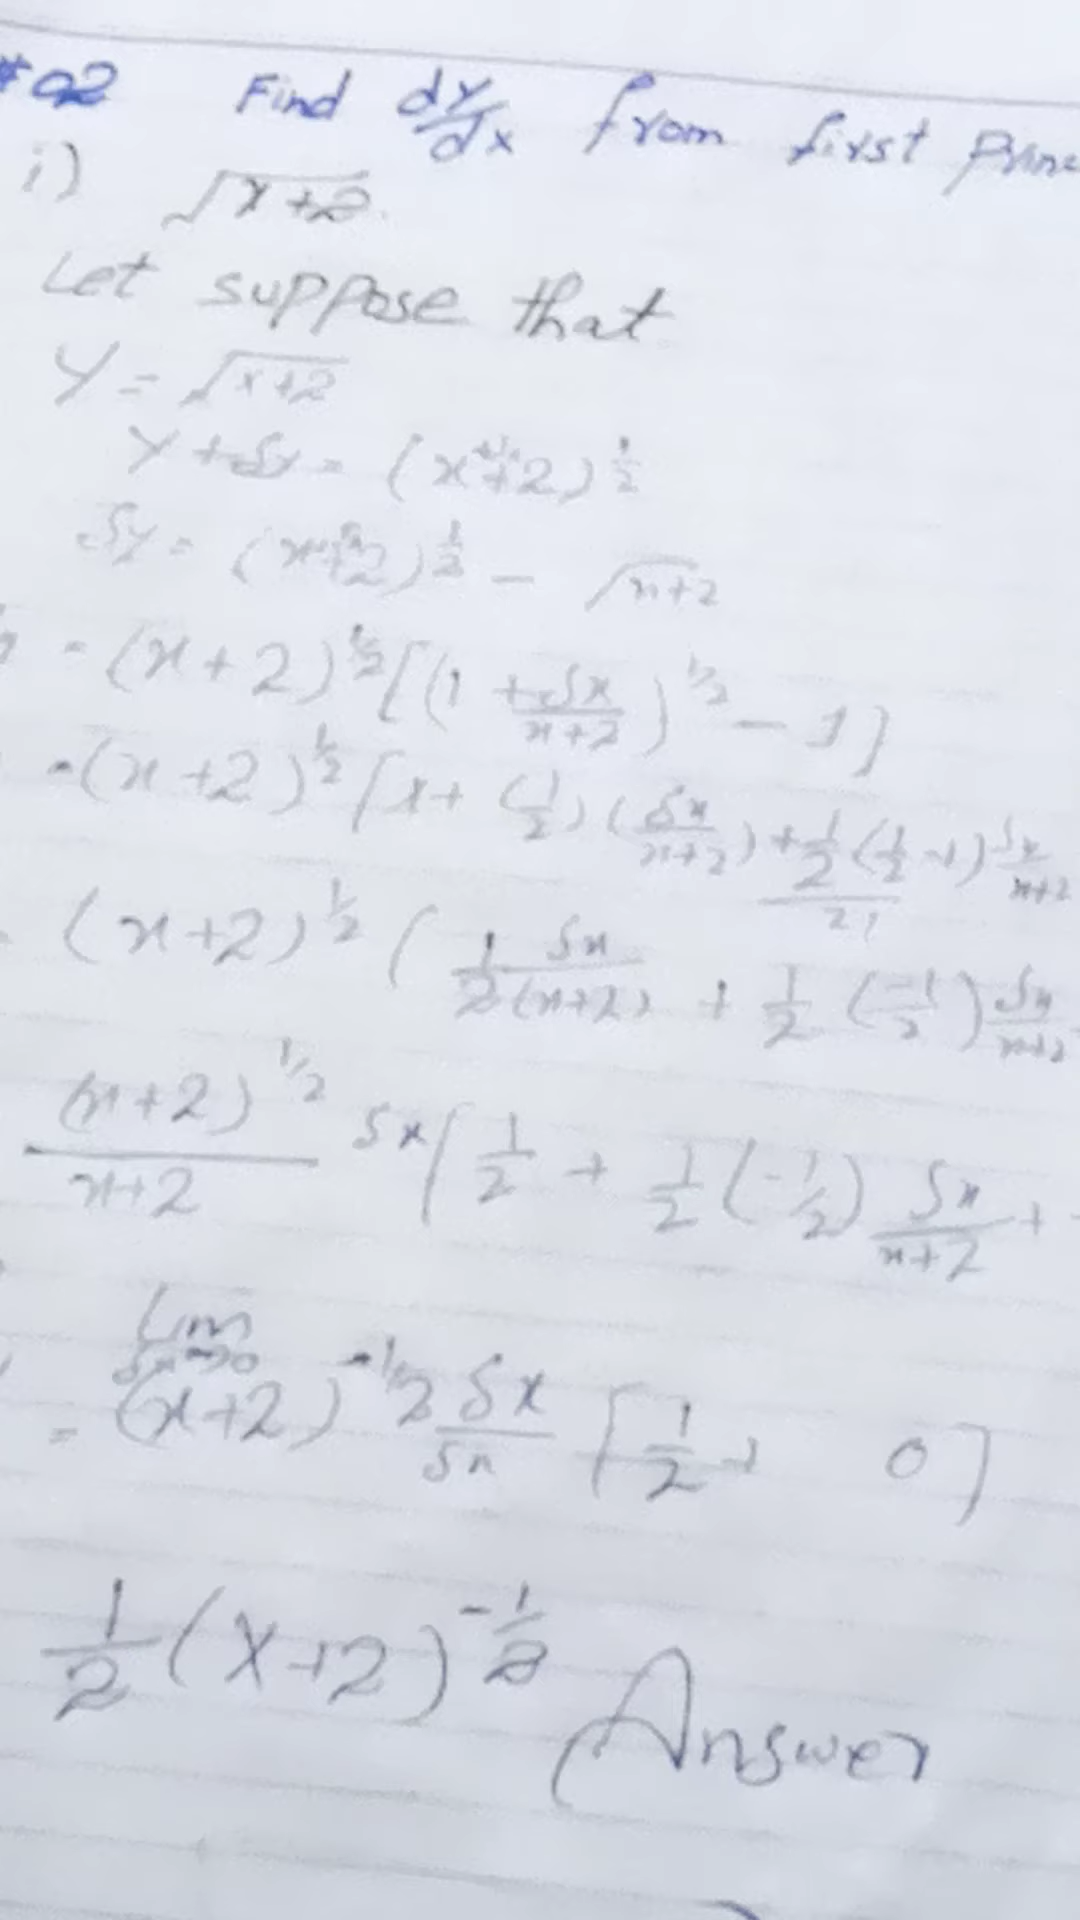 #Q2 Find dy/dx from first
i) √x+2
Let suppose that
y = √x+2
y + δy = (x + 2)^1/2
δy = (x + 2)^1/2 - √x+2
= (x+2)^1/2 [(1 + δx/x+2)^1/2 - 1]
= (x+2)^1/2 [1 + (1/2) (δx/x+2) + 1/2 (1/2 - 1)/2! δx/x+2
= (x+2)^1/2 ( 1/2 δx/(x+2) + 1/2 (-1/2) δx/x+2
(x+2)^1/2/x+2 δx ( 1/2 + 1/2 (-1/2) δx/x+2 +
Lim δx→0
= (x+2)^-1/2 δx/δx [ 1/2 + 0]
1/2 (x+2)^-1/2 Answer